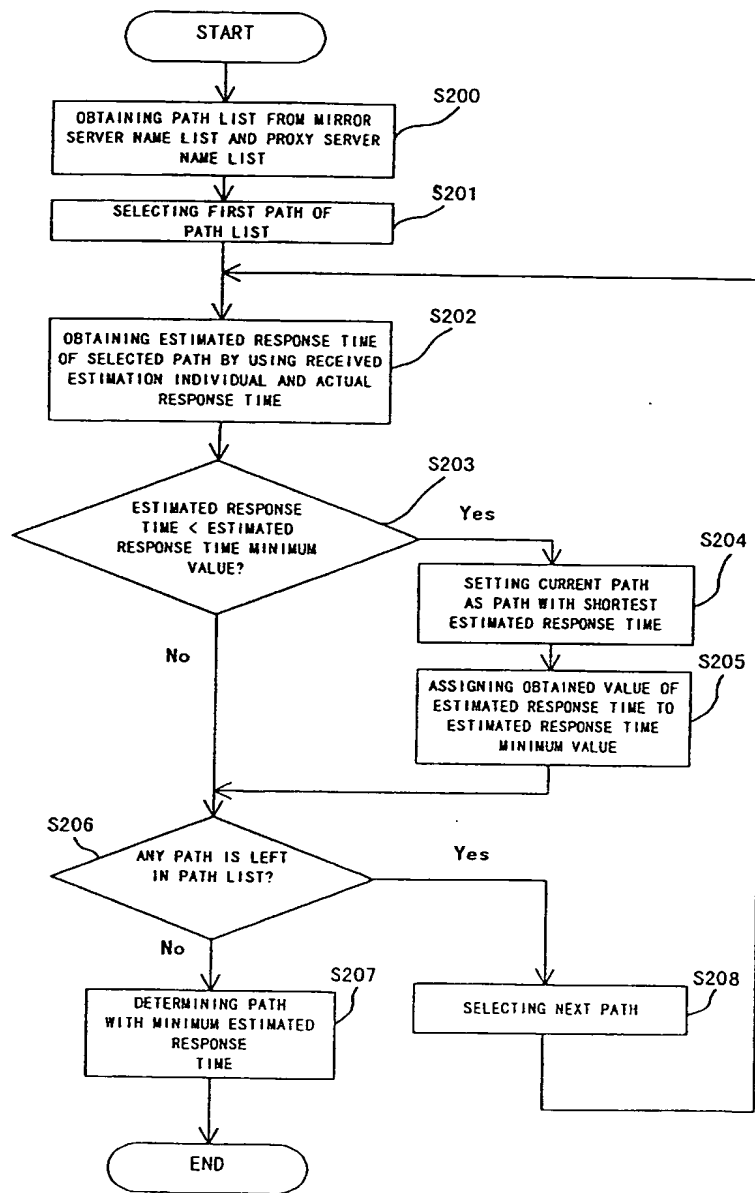 START
S200
OBTAINING PATH LIST FROM MIRROR
SERVER NAME LIST AND PROXY SERVER
NAME LIST
S201
SELECTING FIRST PATH OF
PATH LIST
S202
OBTAINING ESTIMATED RESPONSE TIME
OF SELECTED PATH BY USING RECEIVED
ESTIMATION INDIVIDUAL AND ACTUAL
RESPONSE TIME
S203
ESTIMATED RESPONSE
TIME < ESTIMATED
RESPONSE TIME MINIMUM
VALUE?
Yes
S204
SETTING CURRENT PATH
AS PATH WITH SHORTEST
ESTIMATED RESPONSE TIME
No
S205
ASSIGNING OBTAINED VALUE OF
ESTIMATED RESPONSE TIME TO
ESTIMATED RESPONSE TIME
MINIMUM VALUE
S206
ANY PATH IS LEFT
IN PATH LIST?
Yes
No
S207
DETERMINING PATH
WITH MINIMUM ESTIMATED
RESPONSE
TIME
S208
SELECTING NEXT PATH
END